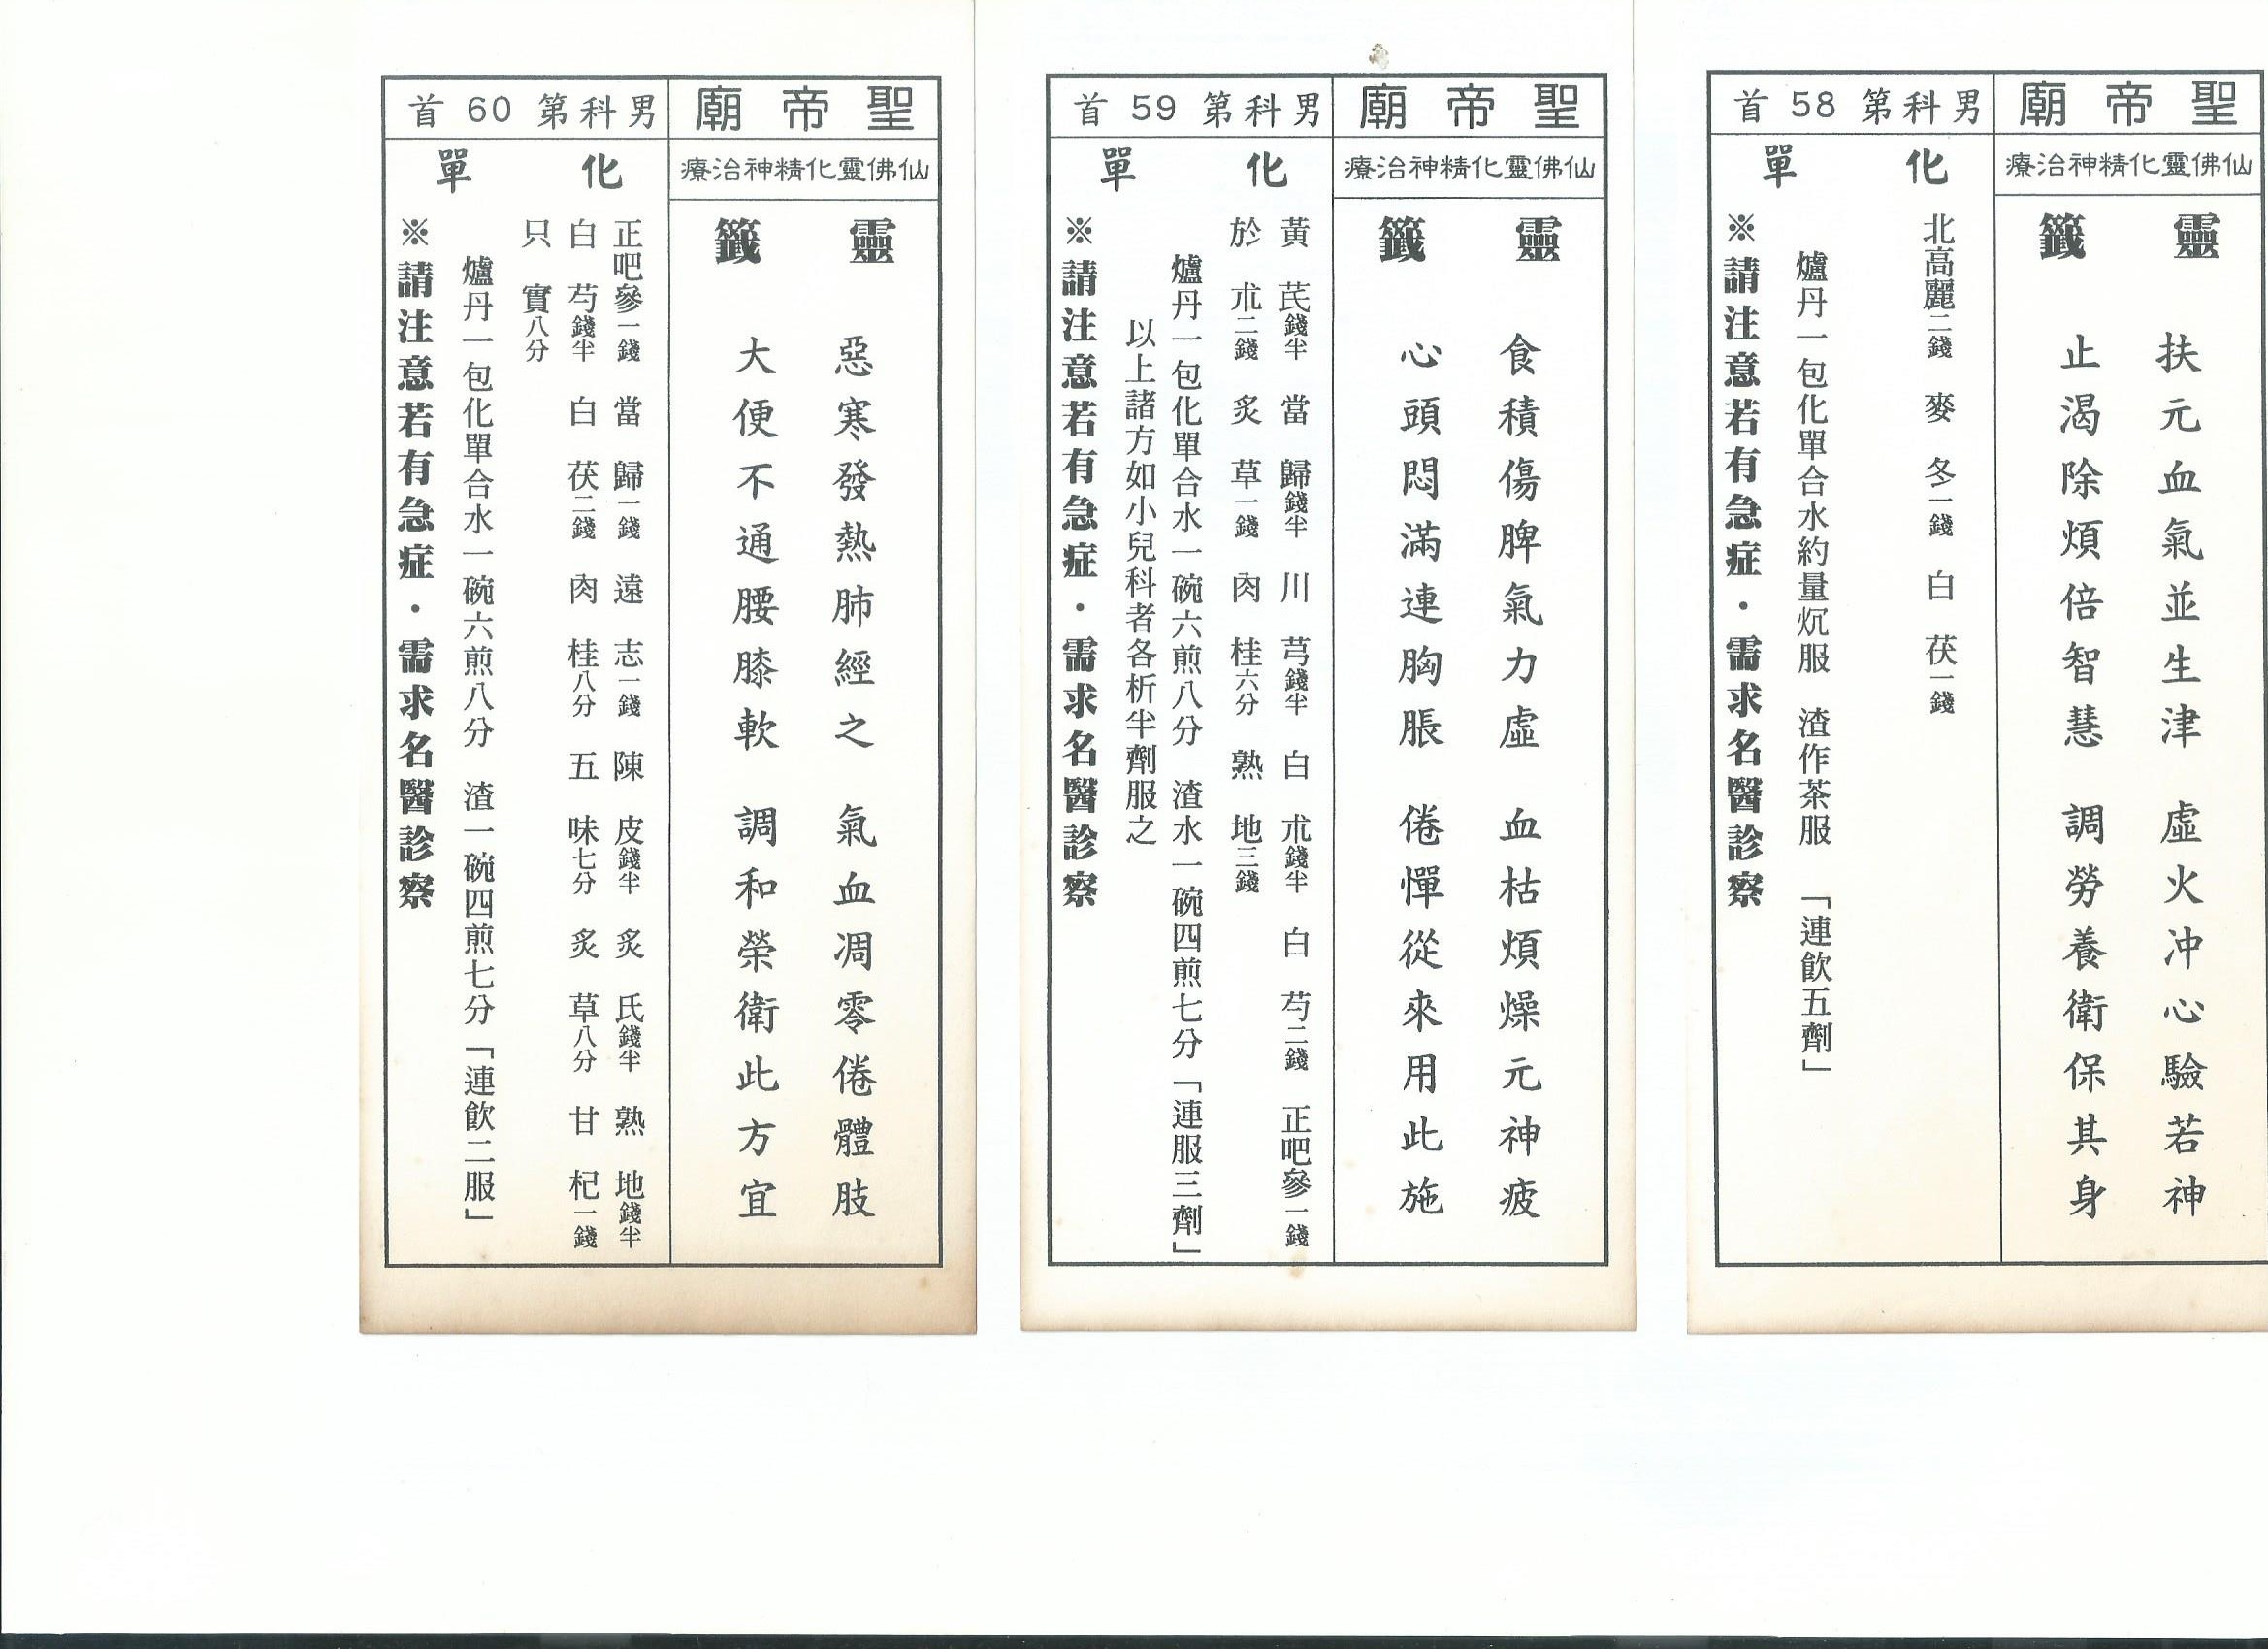 聖帝廟
男科第58首
仙佛靈化精神治療
靈籤
扶元血氣並生津　虛火冲心驗若神
止渴除煩倍智慧　調勞養衛保其身
化單
北高麗二錢　麥冬一錢　白茯一錢
爐丹一包化單合水約量炕服　渣作茶服　「連飲五劑」
※請注意若有急症・需求名醫診察
聖帝廟
男科第59首
仙佛靈化精神治療
靈籤
食積傷脾氣力虛　血枯煩燥元神疲
心頭悶滿連胸脹　倦憚從來用此施
化單
黃芪錢半　當歸錢半　川芎錢半　白朮錢半　白芍二錢　正吧參一錢
於朮二錢　炙草一錢　肉桂六分　熟地三錢
爐丹一包化單合水一碗六煎八分　渣水一碗四煎七分「連服三劑」
以上諸方如小兒科者各析半劑服之
※請注意若有急症・需求名醫診察
聖帝廟
男科第60首
仙佛靈化精神治療
靈籤
惡寒發熱肺經之　氣血凋零倦體肢
大便不通腰膝軟　調和榮衛此方宜
化單
正吧參一錢　當歸一錢　遠志一錢　陳皮錢半　炙氏錢半　熟地錢半
白芍錢半　白茯二錢　肉桂八分　五味七分　炙草八分　甘杞一錢
只實八分
爐丹一包化單合水一碗六煎八分　渣一碗四煎七分「連飲二服」
※請注意若有急症・需求名醫診察